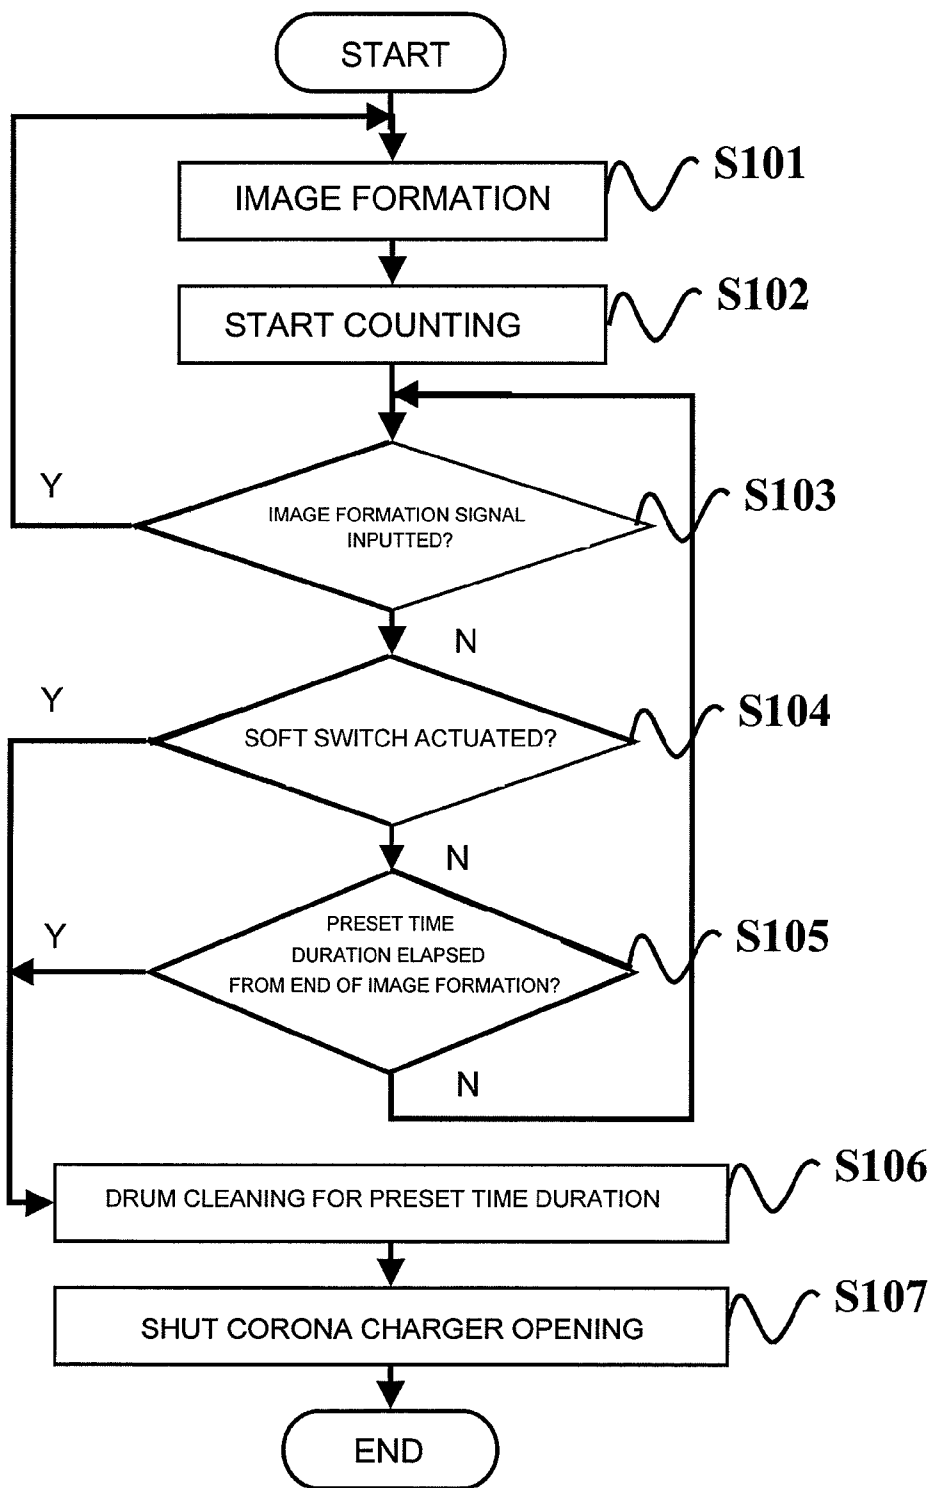 START
IMAGE FORMATION
S101
START COUNTING
S102
Y
IMAGE FORMATION SIGNAL
INPUTTED?
S103
N
Y
SOFT SWITCH ACTUATED?
S104
N
Y
PRESET TIME
DURATION ELAPSED
FROM END OF IMAGE FORMATION?
S105
N
DRUM CLEANING FOR PRESET TIME DURATION
S106
SHUT CORONA CHARGER OPENING
S107
END